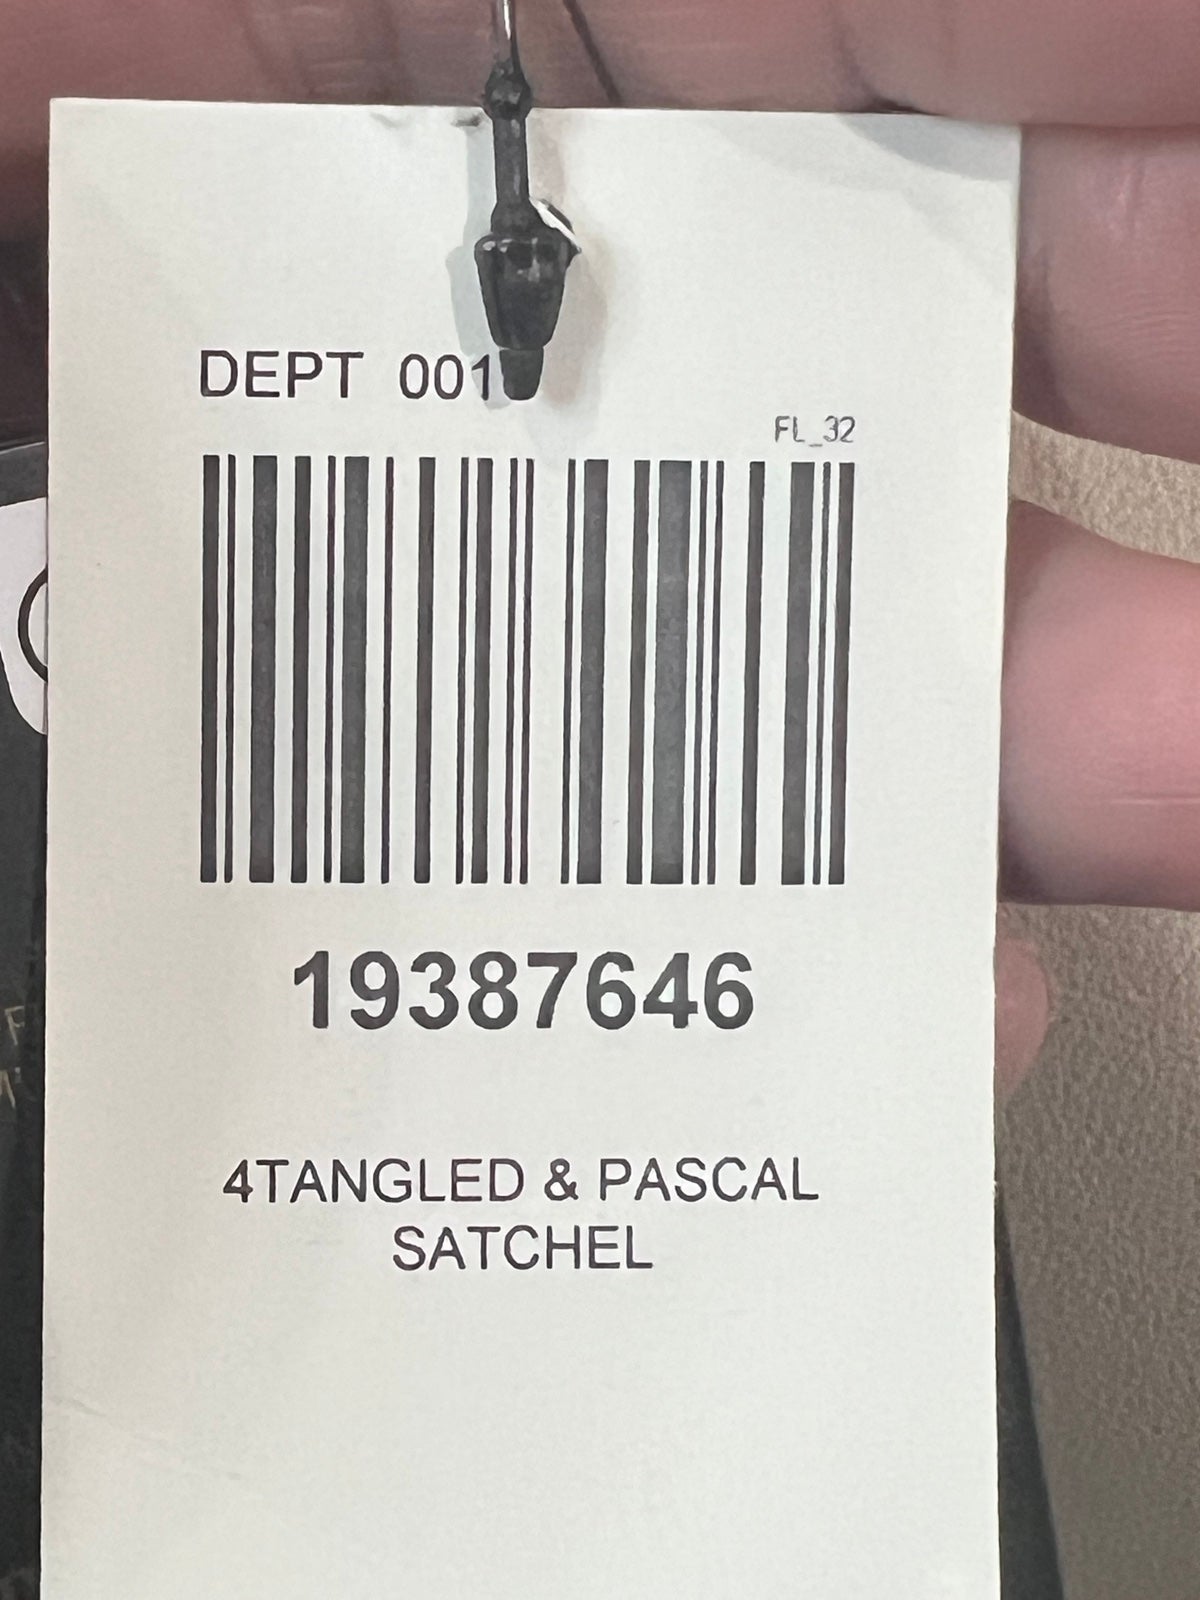 DEPT 001
FL_32
19387646
4TANGLED & PASCAL
SATCHEL